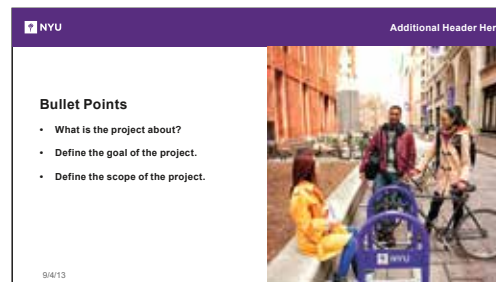 NYU
Additional Header Her
Bullet Points
• What is the project about?
• Define the goal of the project.
• Define the scope of the project.
NYU
9/4/13